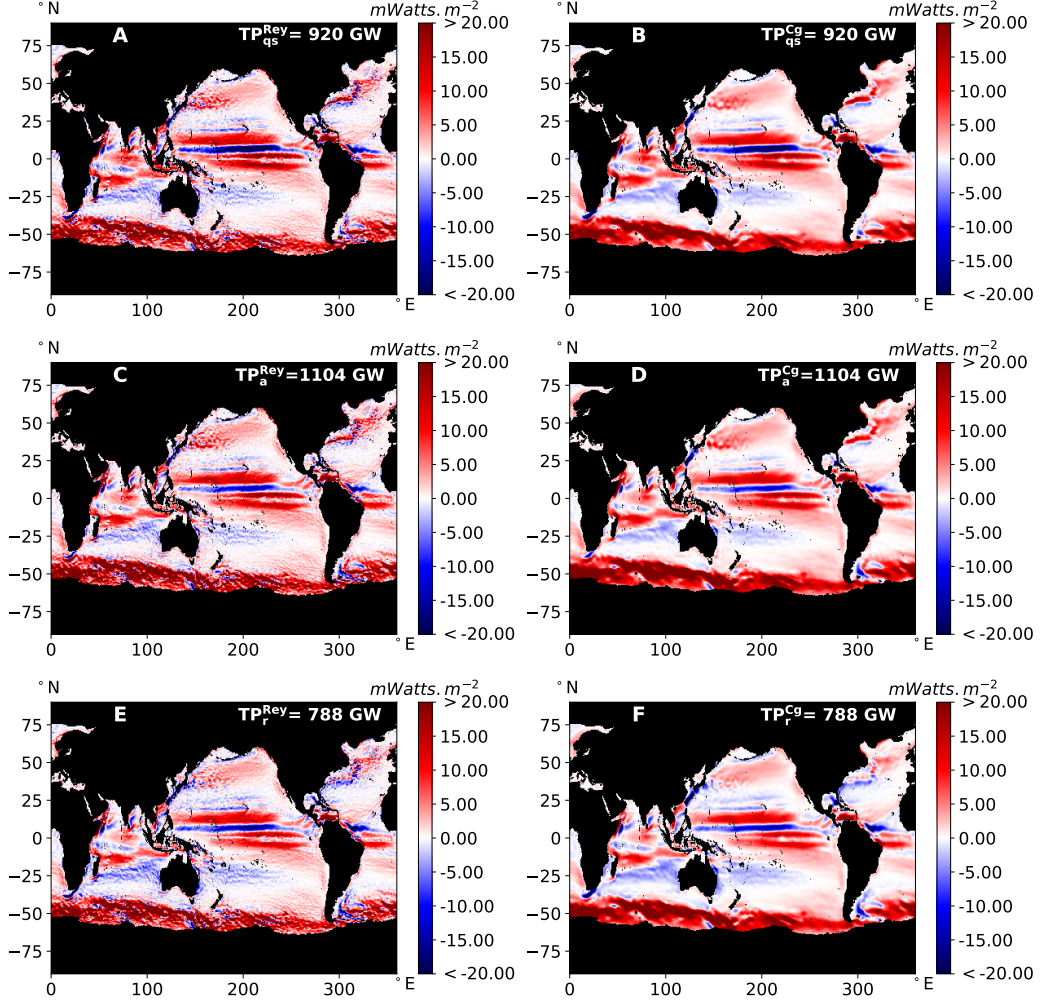 °N mWatts.m⁻² °N mWatts.m⁻²
A TP_qs^Rey= 920 GW >20.00 B TP_qs^Cg= 920 GW >20.00
75 15.00 75 15.00
50 10.00 50 10.00
25 5.00 25 5.00
0 0.00 0 0.00
−25 -5.00 −25 -5.00
−50 -10.00 −50 -10.00
−75 -15.00 −75 -15.00
<-20.00 <-20.00
0 100 200 300 °E 0 100 200 300 °E
°N mWatts.m⁻² °N mWatts.m⁻²
C TP_a^Rey=1104 GW >20.00 D TP_a^Cg=1104 GW >20.00
75 15.00 75 15.00
50 10.00 50 10.00
25 5.00 25 5.00
0 0.00 0 0.00
−25 -5.00 −25 -5.00
−50 -10.00 −50 -10.00
−75 -15.00 −75 -15.00
<-20.00 <-20.00
0 100 200 300 °E 0 100 200 300 °E
°N mWatts.m⁻² °N mWatts.m⁻²
E TP_r^Rey= 788 GW >20.00 F TP_r^Cg= 788 GW >20.00
75 15.00 75 15.00
50 10.00 50 10.00
25 5.00 25 5.00
0 0.00 0 0.00
−25 -5.00 −25 -5.00
−50 -10.00 −50 -10.00
−75 -15.00 −75 -15.00
<-20.00 <-20.00
0 100 200 300 °E 0 100 200 300 °E